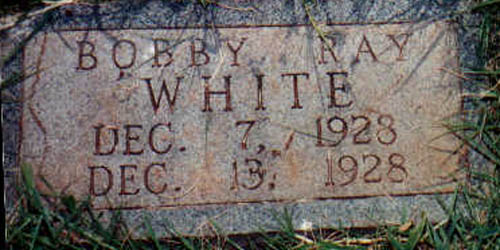 BOBBY RAY
WHITE
DEC. 7, 1928
DEC. 13, 1928